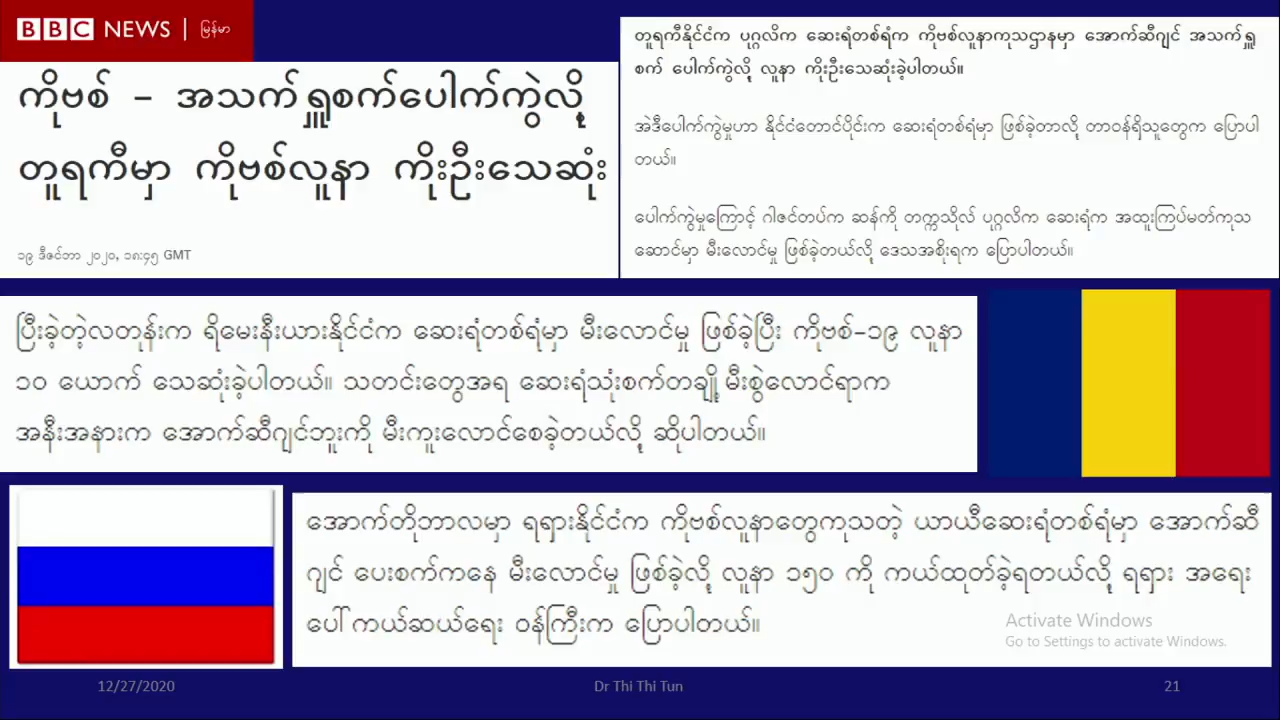 BBC NEWS | မြန်မာ
ကိုဗစ် – အသက်ရှူစက်ပေါက်ကွဲလို့
တူရကီမှာ ကိုဗစ်လူနာ ကိုးဦးသေဆုံး
၁၉ ဒီဇင်ဘာ ၂၀၂၀, ၁၈:၄၅ GMT
တူရကီနိုင်ငံက ပုဂ္ဂလိက ဆေးရုံတစ်ရုံက ကိုဗစ်လူနာကုသဌာနမှာ အောက်ဆီဂျင် အသက်ရှူ
စက် ပေါက်ကွဲလို့ လူနာ ကိုးဦးသေဆုံးခဲ့ပါတယ်။
အဲဒီပေါက်ကွဲမှုဟာ နိုင်ငံတောင်ပိုင်းက ဆေးရုံတစ်ရုံမှာ ဖြစ်ခဲ့တာလို့ တာဝန်ရှိသူတွေက ပြောပါ
တယ်။
ပေါက်ကွဲမှုကြောင့် ဂါဇင်တပ်က ဆန်ကို တက္ကသိုလ် ပုဂ္ဂလိက ဆေးရုံက အထူးကြပ်မတ်ကုသ
ဆောင်မှာ မီးလောင်မှု ဖြစ်ခဲ့တယ်လို့ ဒေသအစိုးရက ပြောပါတယ်။
ပြီးခဲ့တဲ့လတုန်းက ရိုမေးနီးယားနိုင်ငံက ဆေးရုံတစ်ရုံမှာ မီးလောင်မှု ဖြစ်ခဲ့ပြီး ကိုဗစ်-၁၉ လူနာ
၁၀ ယောက် သေဆုံးခဲ့ပါတယ်။ သတင်းတွေအရ ဆေးရုံသုံးစက်တချို့ မီးစွဲလောင်ရာက
အနီးအနားက အောက်ဆီဂျင်ဘူးကို မီးကူးလောင်စေခဲ့တယ်လို့ ဆိုပါတယ်။
အောက်တိုဘာလမှာ ရုရှားနိုင်ငံက ကိုဗစ်လူနာတွေကုသတဲ့ ယာယီဆေးရုံတစ်ရုံမှာ အောက်ဆီ
ဂျင် ပေးစက်ကနေ မီးလောင်မှု ဖြစ်ခဲ့လို့ လူနာ ၁၅၀ ကို ကယ်ထုတ်ခဲ့ရတယ်လို့ ရုရှား အရေး
ပေါ် ကယ်ဆယ်ရေး ဝန်ကြီးက ပြောပါတယ်။
Activate Windows
Go to Settings to activate Windows.
12/27/2020
Dr Thi Thi Tun
21